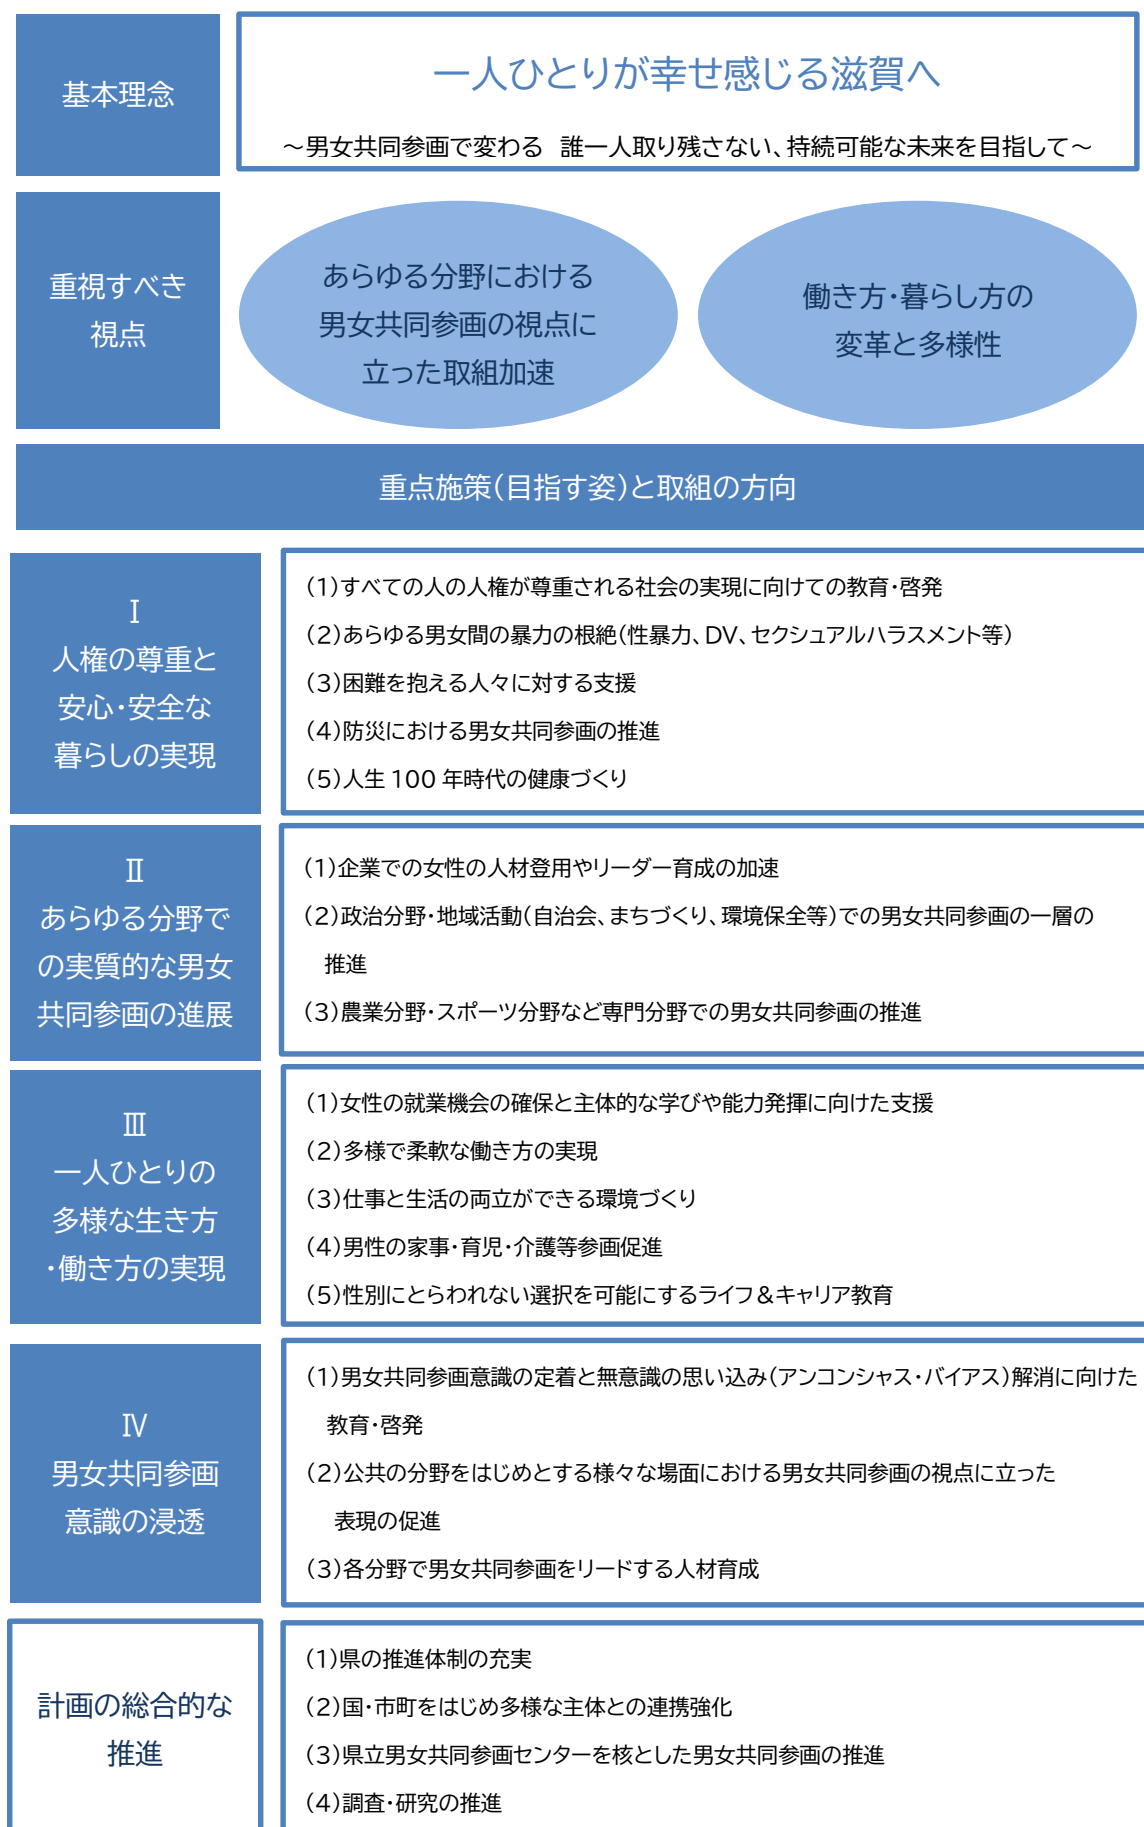 基本理念
一人ひとりが幸せ感じる滋賀へ
～男女共同参画で変わる　誰一人取り残さない、持続可能な未来を目指して～
重視すべき
視点
あらゆる分野における
男女共同参画の視点に
立った取組加速
働き方・暮らし方の
変革と多様性
重点施策（目指す姿）と取組の方向
Ⅰ
人権の尊重と
安心・安全な
暮らしの実現
（1）すべての人の人権が尊重される社会の実現に向けての教育・啓発
（2）あらゆる男女間の暴力の根絶（性暴力、DV、セクシュアルハラスメント等）
（3）困難を抱える人々に対する支援
（4）防災における男女共同参画の推進
（5）人生 100 年時代の健康づくり
Ⅱ
あらゆる分野で
の実質的な男女
共同参画の進展
（1）企業での女性の人材登用やリーダー育成の加速
（2）政治分野・地域活動（自治会、まちづくり、環境保全等）での男女共同参画の一層の
推進
（3）農業分野・スポーツ分野など専門分野での男女共同参画の推進
Ⅲ
一人ひとりの
多様な生き方
・働き方の実現
（1）女性の就業機会の確保と主体的な学びや能力発揮に向けた支援
（2）多様で柔軟な働き方の実現
（3）仕事と生活の両立ができる環境づくり
（4）男性の家事・育児・介護等参画促進
（5）性別にとらわれない選択を可能にするライフ＆キャリア教育
Ⅳ
男女共同参画
意識の浸透
（1）男女共同参画意識の定着と無意識の思い込み（アンコンシャス・バイアス）解消に向けた
教育・啓発
（2）公共の分野をはじめとする様々な場面における男女共同参画の視点に立った
表現の促進
（3）各分野で男女共同参画をリードする人材育成
計画の総合的な
推進
（1）県の推進体制の充実
（2）国・市町をはじめ多様な主体との連携強化
（3）県立男女共同参画センターを核とした男女共同参画の推進
（4）調査・研究の推進